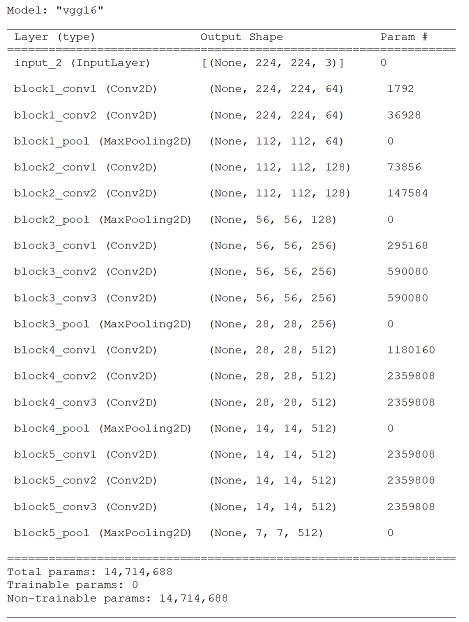 Model: "vgg16"
Layer (type) Output Shape Param #
input_2 (InputLayer) [(None, 224, 224, 3)] 0
block1_conv1 (Conv2D) (None, 224, 224, 64) 1792
block1_conv2 (Conv2D) (None, 224, 224, 64) 36928
block1_pool (MaxPooling2D) (None, 112, 112, 64) 0
block2_conv1 (Conv2D) (None, 112, 112, 128) 73856
block2_conv2 (Conv2D) (None, 112, 112, 128) 147584
block2_pool (MaxPooling2D) (None, 56, 56, 128) 0
block3_conv1 (Conv2D) (None, 56, 56, 256) 295168
block3_conv2 (Conv2D) (None, 56, 56, 256) 590080
block3_conv3 (Conv2D) (None, 56, 56, 256) 590080
block3_pool (MaxPooling2D) (None, 28, 28, 256) 0
block4_conv1 (Conv2D) (None, 28, 28, 512) 1180160
block4_conv2 (Conv2D) (None, 28, 28, 512) 2359808
block4_conv3 (Conv2D) (None, 28, 28, 512) 2359808
block4_pool (MaxPooling2D) (None, 14, 14, 512) 0
block5_conv1 (Conv2D) (None, 14, 14, 512) 2359808
block5_conv2 (Conv2D) (None, 14, 14, 512) 2359808
block5_conv3 (Conv2D) (None, 14, 14, 512) 2359808
block5_pool (MaxPooling2D) (None, 7, 7, 512) 0
Total params: 14,714,688
Trainable params: 0
Non-trainable params: 14,714,688